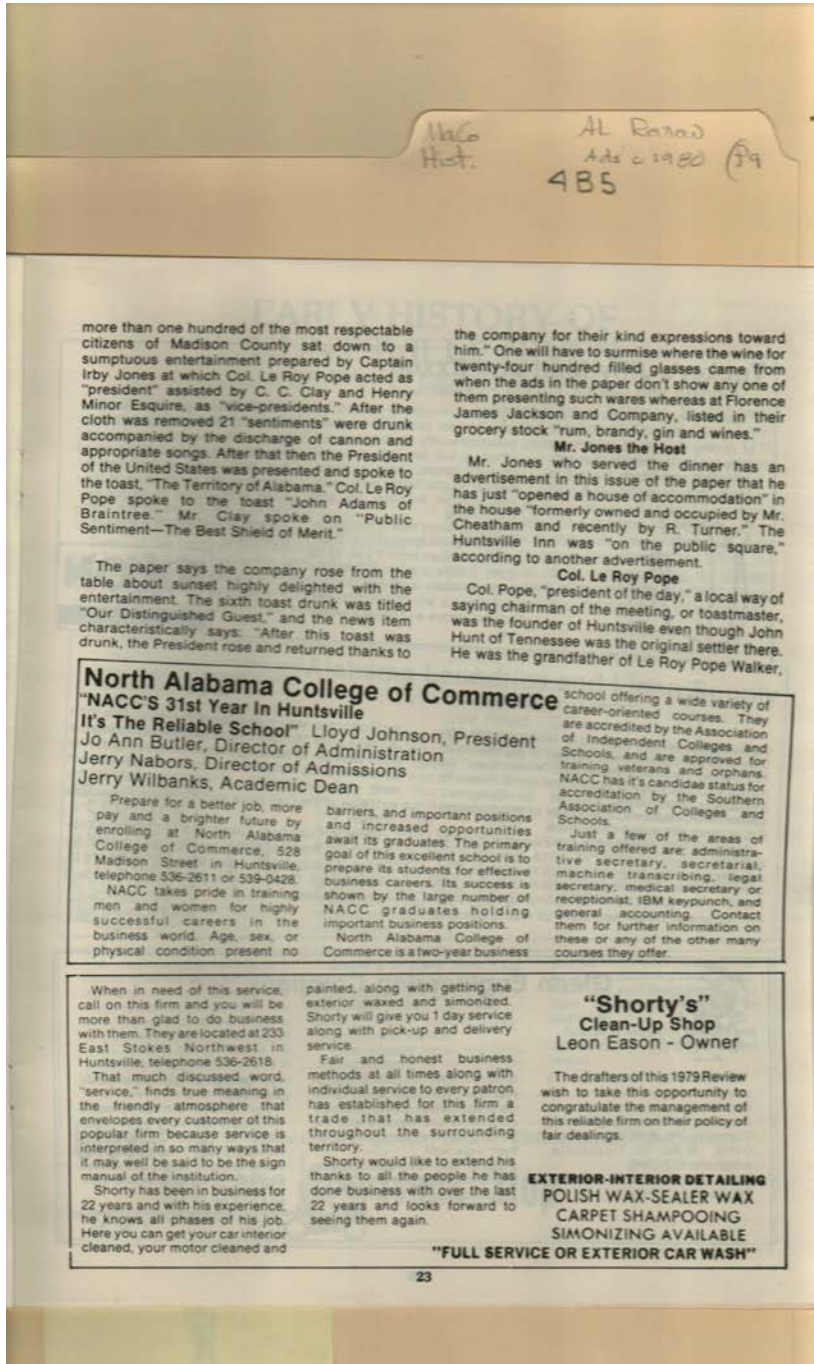 MaCo
Hist.
AL
Ads c 1980
4B5
more than one hundred of the most respectable
citizens of Madison County sat down to a
sumptuous entertainment prepared by Captain
Irby Jones at which Col. Le Roy Pope acted as
"president" assisted by C. C. Clay and Henry
Minor Esquire, as "vice-presidents." After the
cloth was removed 21 "sentiments" were drunk
accompanied by the discharge of cannon and
appropriate songs. After that then the President
of the United States was presented and spoke to
the toast, "The Territory of Alabama." Col. Le Roy
Pope spoke to the toast "John Adams of
Braintree." Mr. Clay spoke on "Public
Sentiment—The Best Shield of Merit."
The paper says the company rose from the
table about sunset highly delighted with the
entertainment. The sixth toast drunk was titled
"Our Distinguished Guest," and the news item
characteristically says: "After this toast was
drunk, the President rose and returned thanks to
the company for their kind expressions toward
him." One will have to surmise where the wine for
twenty-four hundred filled glasses came from
when the ads in the paper don't show any one of
them presenting such wares whereas at Florence
James Jackson and Company, listed in their
grocery stock "rum, brandy, gin and wines."
Mr. Jones the Host
Mr. Jones who served the dinner has an
advertisement in this issue of the paper that he
has just "opened a house of accommodation" in
the house "formerly owned and occupied by Mr.
Cheatham and recently by R. Turner." The
Huntsville Inn was "on the public square,"
according to another advertisement.
Col. Le Roy Pope
Col. Pope, "president of the day," a local way of
saying chairman of the meeting, or toastmaster,
was the founder of Huntsville even though John
Hunt of Tennessee was the original settler there.
He was the grandfather of Le Roy Pope Walker,
North Alabama College of Commerce
"NACC'S 31st Year In Huntsville
It's The Reliable School" Lloyd Johnson, President
Jo Ann Butler, Director of Administration
Jerry Nabors, Director of Admissions
Jerry Wilbanks, Academic Dean
Prepare for a better job, more
pay and a brighter future by
enrolling at North Alabama
College of Commerce, 528
Madison Street in Huntsville,
telephone 536-2611 or 539-0428.
NACC takes pride in training
men and women for highly
successful careers in the
business world. Age, sex, or
physical condition present no
barriers, and important positions
and increased opportunities
await its graduates. The primary
goal of this excellent school is to
prepare its students for effective
business careers. Its success is
shown by the large number of
NACC graduates holding
important business positions.
North Alabama College of
Commerce is a two-year business
school offering a wide variety of
career-oriented courses. They
are accredited by the Association
of Independent Colleges and
Schools, and are approved for
training veterans and orphans.
NACC has it's candidae status for
accreditation by the Southern
Association of Colleges and
Schools.
Just a few of the areas of
training offered are: administra-
tive secretary, secretarial,
machine transcribing, legal
secretary, medical secretary or
receptionist, IBM keypunch, and
general accounting. Contact
them for further information on
these or any of the other many
courses they offer.
When in need of this service,
call on this firm and you will be
more than glad to do business
with them. They are located at 233
East Stokes Northwest in
Huntsville, telephone 536-2618.
That much discussed word,
"service," finds true meaning in
the friendly atmosphere that
envelopes every customer of this
popular firm because service is
interpreted in so many ways that
it may well be said to be the sign
manual of the institution.
Shorty has been in business for
22 years and with his experience,
he knows all phases of his job.
Here you can get your car interior
cleaned, your motor cleaned and
painted, along with getting the
exterior waxed and simonized.
Shorty will give you 1 day service
along with pick-up and delivery
service.
Fair and honest business
methods at all times along with
individual service to every patron
has established for this firm a
trade that has extended
throughout the surrounding
territory.
Shorty would like to extend his
thanks to all the people he has
done business with over the last
22 years and looks forward to
seeing them again.
"Shorty's"
Clean-Up Shop
Leon Eason - Owner
The drafters of this 1979 Review
wish to take this opportunity to
congratulate the management of
this reliable firm on their policy of
fair dealings.
EXTERIOR-INTERIOR DETAILING
POLISH WAX-SEALER WAX
CARPET SHAMPOOING
SIMONIZING AVAILABLE
"FULL SERVICE OR EXTERIOR CAR WASH"
23